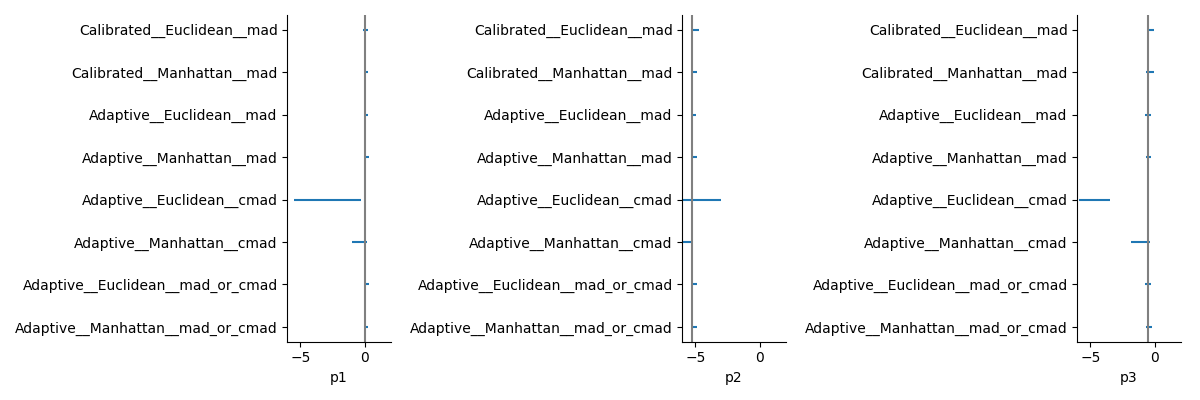 Calibrated__Euclidean__mad
Calibrated__Manhattan__mad
Adaptive__Euclidean__mad
Adaptive__Manhattan__mad
Adaptive__Euclidean__cmad
Adaptive__Manhattan__cmad
Adaptive__Euclidean__mad_or_cmad
Adaptive__Manhattan__mad_or_cmad
−5 0
p1
Calibrated__Euclidean__mad
Calibrated__Manhattan__mad
Adaptive__Euclidean__mad
Adaptive__Manhattan__mad
Adaptive__Euclidean__cmad
Adaptive__Manhattan__cmad
Adaptive__Euclidean__mad_or_cmad
Adaptive__Manhattan__mad_or_cmad
−5 0
p2
Calibrated__Euclidean__mad
Calibrated__Manhattan__mad
Adaptive__Euclidean__mad
Adaptive__Manhattan__mad
Adaptive__Euclidean__cmad
Adaptive__Manhattan__cmad
Adaptive__Euclidean__mad_or_cmad
Adaptive__Manhattan__mad_or_cmad
−5 0
p3